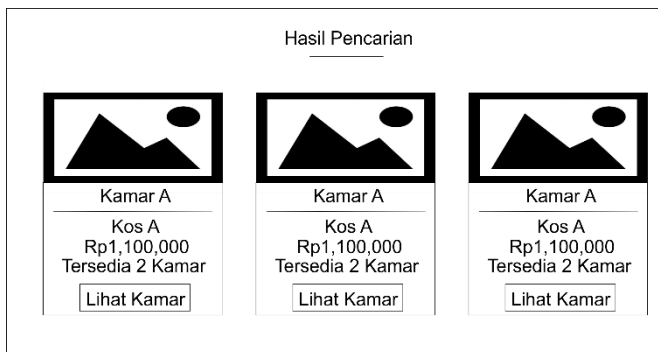 Hasil Pencarian
Kamar A
Kos A
Rp1,100,000
Tersedia 2 Kamar
Lihat Kamar
Kamar A
Kos A
Rp1,100,000
Tersedia 2 Kamar
Lihat Kamar
Kamar A
Kos A
Rp1,100,000
Tersedia 2 Kamar
Lihat Kamar